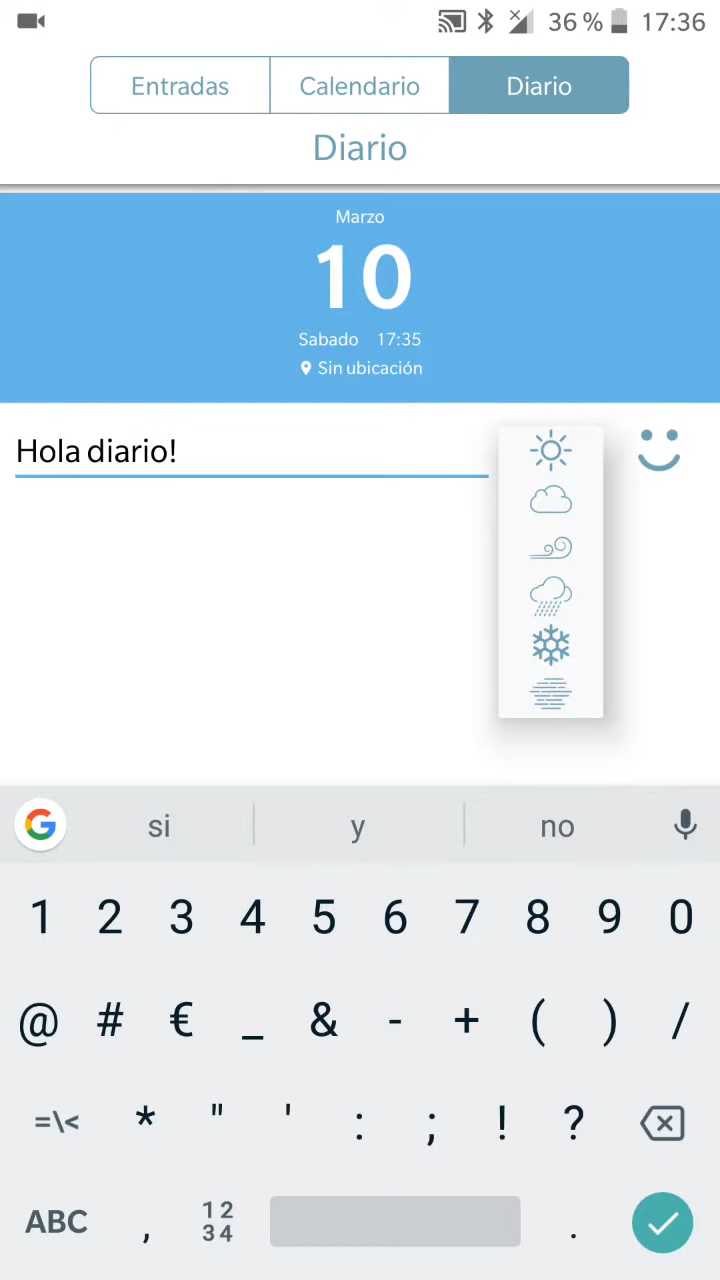 36 % 17:36
Entradas Calendario Diario
Diario
Marzo
10
Sabado 17:35
Sin ubicación
Hola diario!
si y no
1 2 3 4 5 6 7 8 9 0
@ # € _ & - + ( ) /
=\< * " ' : ; ! ?
ABC , 12 34 .